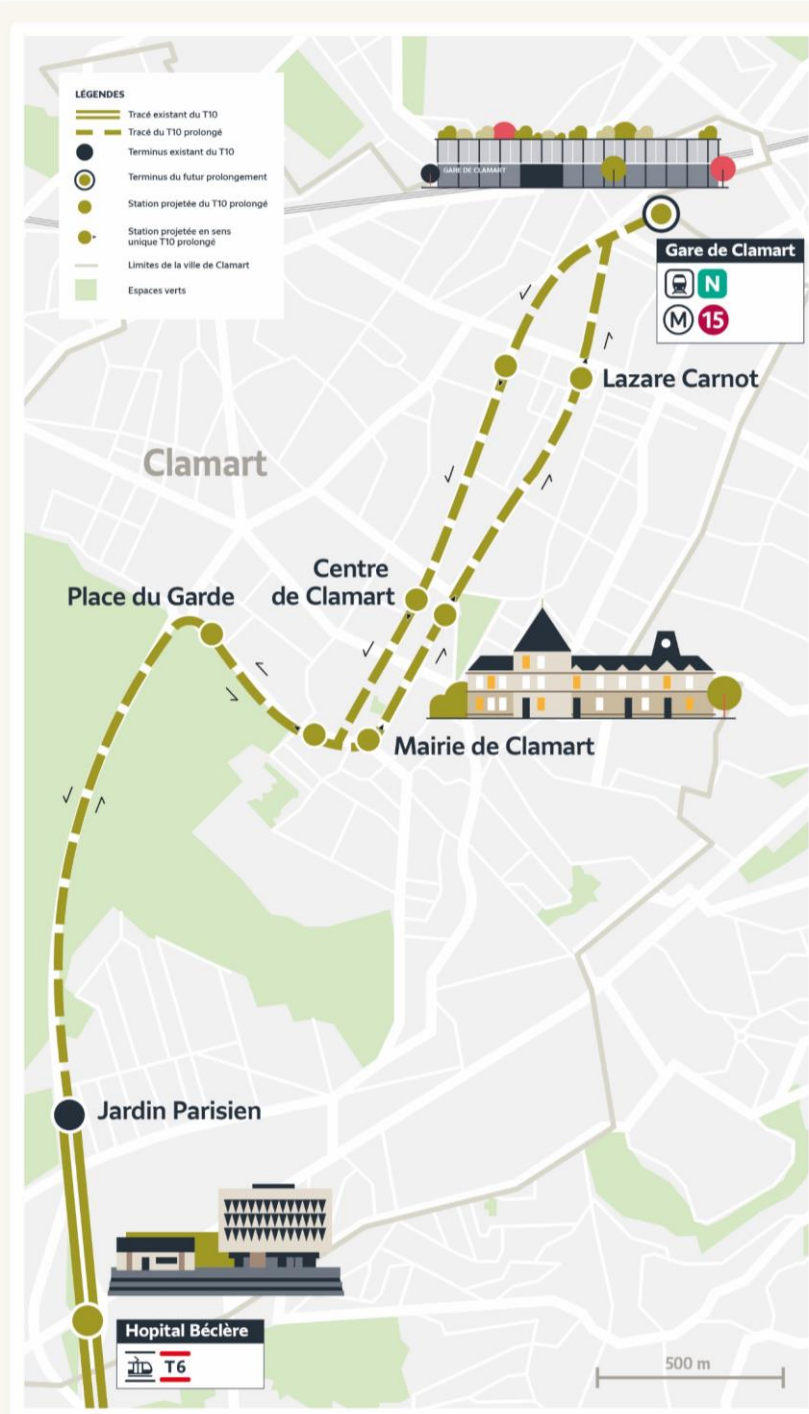 LÉGENDES
Tracé existant du T10
Tracé du T10 prolongé
Terminus existant du T10
Terminus du futur prolongement
Station projetée du T10 prolongé
Station projetée en sens
unique T10 prolongé
Limites de la ville de Clamart
Espaces verts
GARE DE CLAMART
Gare de Clamart
N
M 15
Lazare Carnot
Clamart
Centre
de Clamart
Place du Garde
Mairie de Clamart
Jardin Parisien
Hopital Béclère
T6
500 m